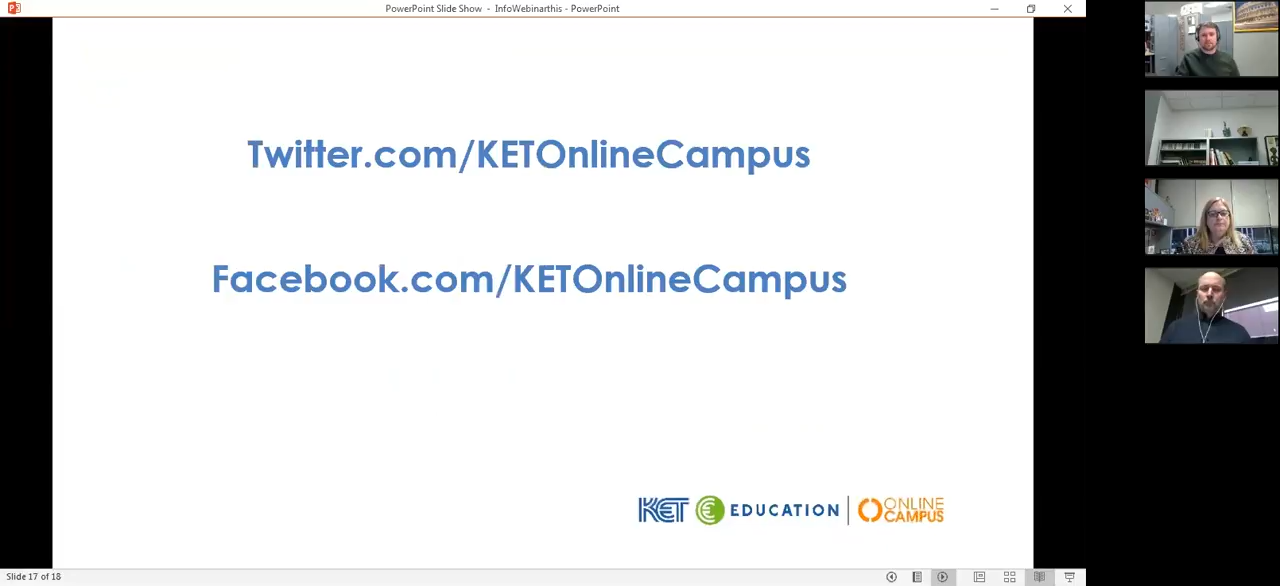 PowerPoint Slide Show - InfoWebinarthis - PowerPoint
Twitter.com/KETOnlineCampus
Facebook.com/KETOnlineCampus
KET EDUCATION ONLINE CAMPUS
Slide 17 of 18